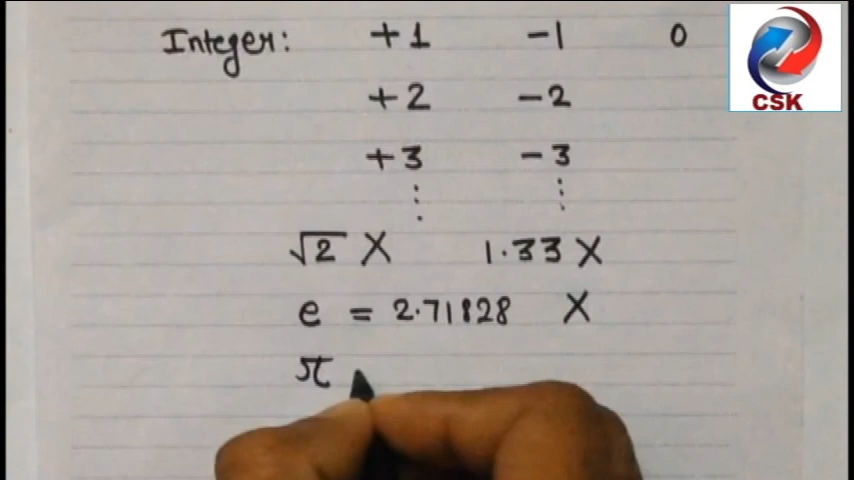 Integer: +1 -1 0
+2 -2
+3 -3
⋮ ⋮
√2 X 1.33 X
e = 2.71828 X
π
CSK